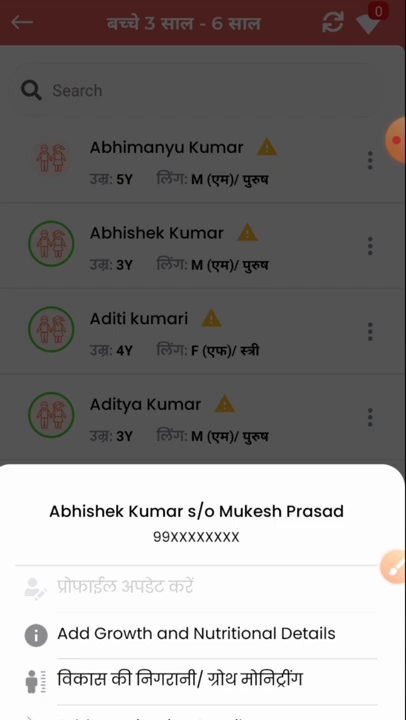 बच्चे 3 साल - 6 साल
0
Search
Abhimanyu Kumar
उम्र: 5Y लिंग: M (एम)/ पुरुष
Abhishek Kumar
उम्र: 3Y लिंग: M (एम)/ पुरुष
Aditi kumari
उम्र: 4Y लिंग: F (एफ)/ स्त्री
Aditya Kumar
उम्र: 3Y लिंग: M (एम)/ पुरुष
Abhishek Kumar s/o Mukesh Prasad
99XXXXXXXX
प्रोफाईल अपडेट करें
Add Growth and Nutritional Details
विकास की निगरानी/ ग्रोथ मोनिट्रींग